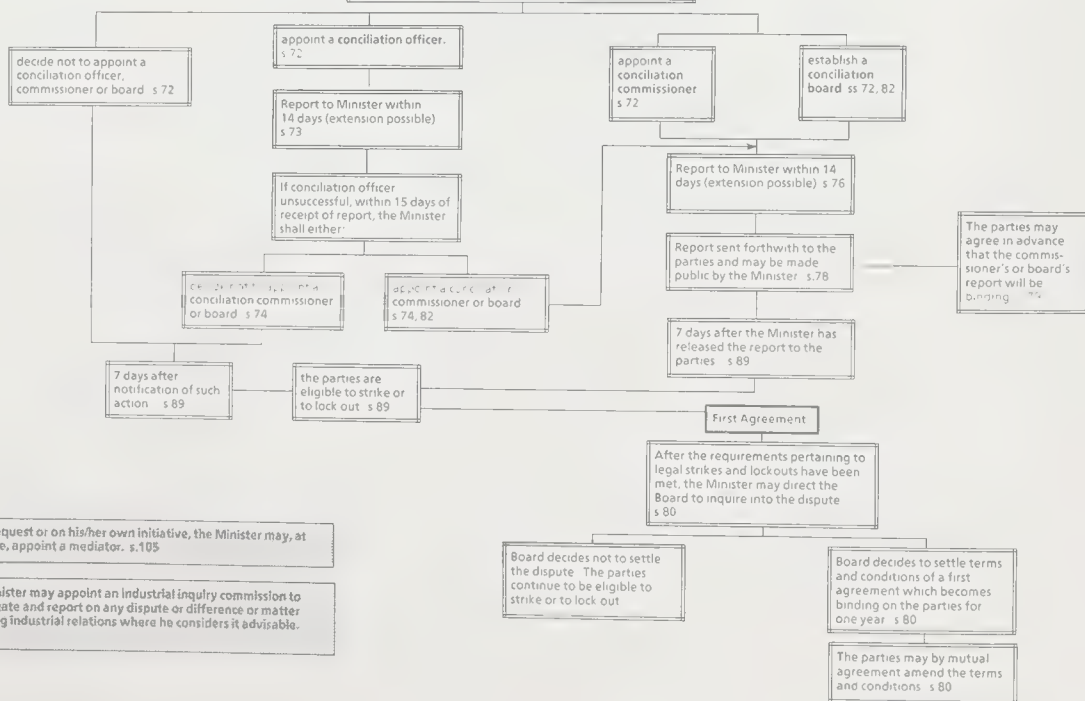 decide not to appoint a
conciliation officer,
commissioner or board s 72
appoint a conciliation officer.
s 72
appoint a
conciliation
commissioner
s 72
establish a
conciliation
board ss 72, 82
Report to Minister within
14 days (extension possible)
s 73
Report to Minister within 14
days (extension possible) s 76
If conciliation officer
unsuccessful, within 15 days of
receipt of report, the Minister
shall either
Report sent forthwith to the
parties and may be made
public by the Minister s.78
The parties may
agree in advance
that the commis-
sioner's or board's
report will be
binding
conciliation commissioner
or board s 74
commissioner or board
s 74, 82
7 days after the Minister has
released the report to the
parties s 89
7 days after
notification of such
action s 89
the parties are
eligible to strike or
to lock out s 89
First Agreement
After the requirements pertaining to
legal strikes and lockouts have been
met, the Minister may direct the
Board to inquire into the dispute
s 80
quest or on his/her own initiative, the Minister may, at
e, appoint a mediator. s.105
nister may appoint an industrial inquiry commission to
ate and report on any dispute or difference or matter
g industrial relations where he considers it advisable.
Board decides not to settle
the dispute The parties
continue to be eligible to
strike or to lock out
Board decides to settle terms
and conditions of a first
agreement which becomes
binding on the parties for
one year s 80
The parties may by mutual
agreement amend the terms
and conditions s 80